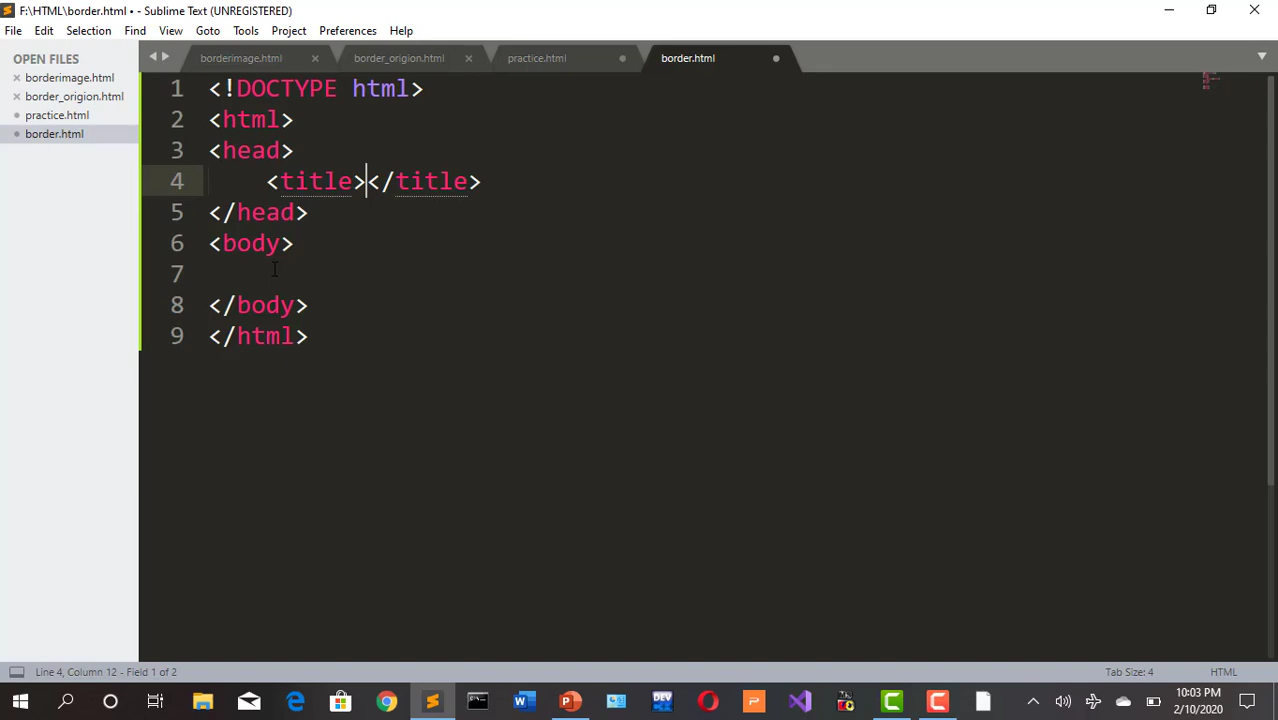 F:\HTML\border.html • - Sublime Text (UNREGISTERED)
File Edit Selection Find View Goto Tools Project Preferences Help
OPEN FILES
borderimage.html
border_origion.html
practice.html
border.html
borderimage.html border_origion.html practice.html border.html
1 <!DOCTYPE html>
2 <html>
3 <head>
4 <title></title>
5 </head>
6 <body>
7
8 </body>
9 </html>
Line 4, Column 12 - Field 1 of 2 Tab Size: 4 HTML
10:03 PM
2/10/2020